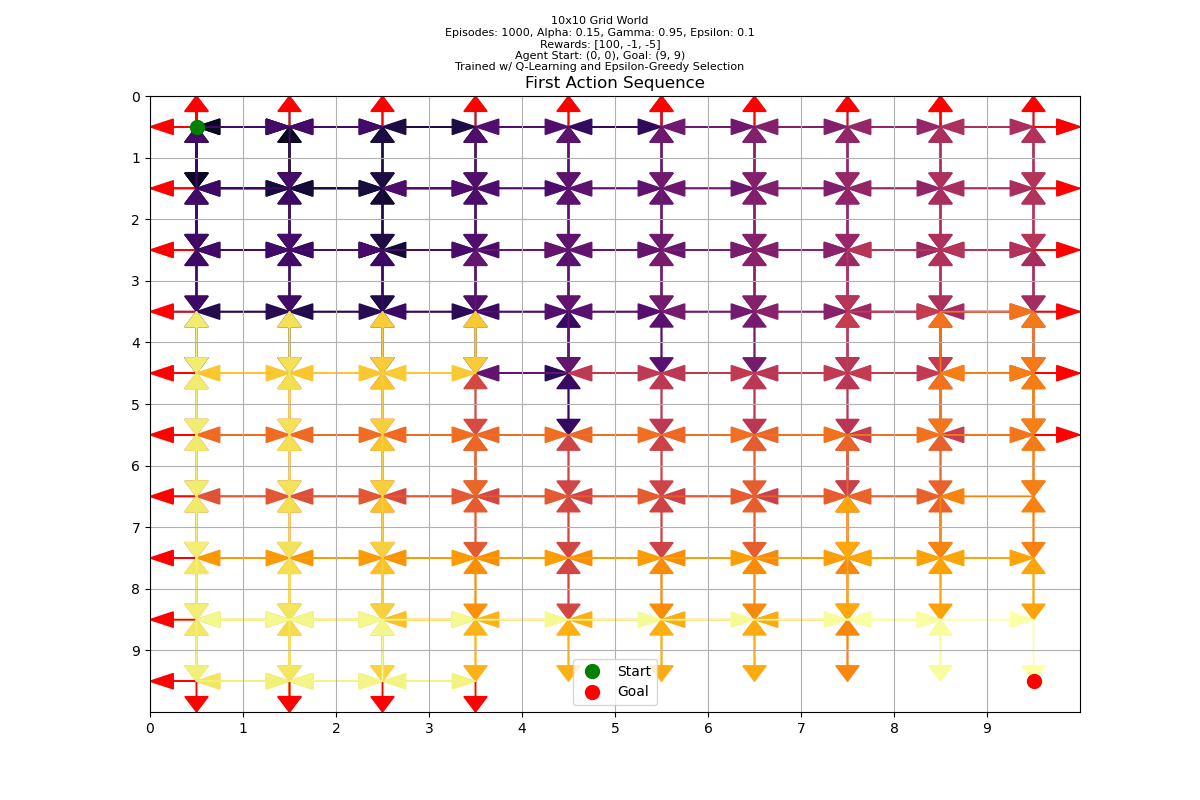 10x10 Grid World
Episodes: 1000, Alpha: 0.15, Gamma: 0.95, Epsilon: 0.1
Rewards: [100, -1, -5]
Agent Start: (0, 0), Goal: (9, 9)
Trained w/ Q-Learning and Epsilon-Greedy Selection
First Action Sequence
0
1
2
3
4
5
6
7
8
9
Start
Goal
0 1 2 3 4 5 6 7 8 9